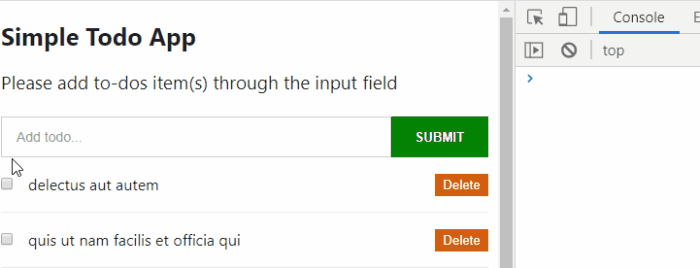 Simple Todo App
Please add to-dos item(s) through the input field
Add todo...
SUBMIT
delectus aut autem
Delete
quis ut nam facilis et officia qui
Delete
Console
top